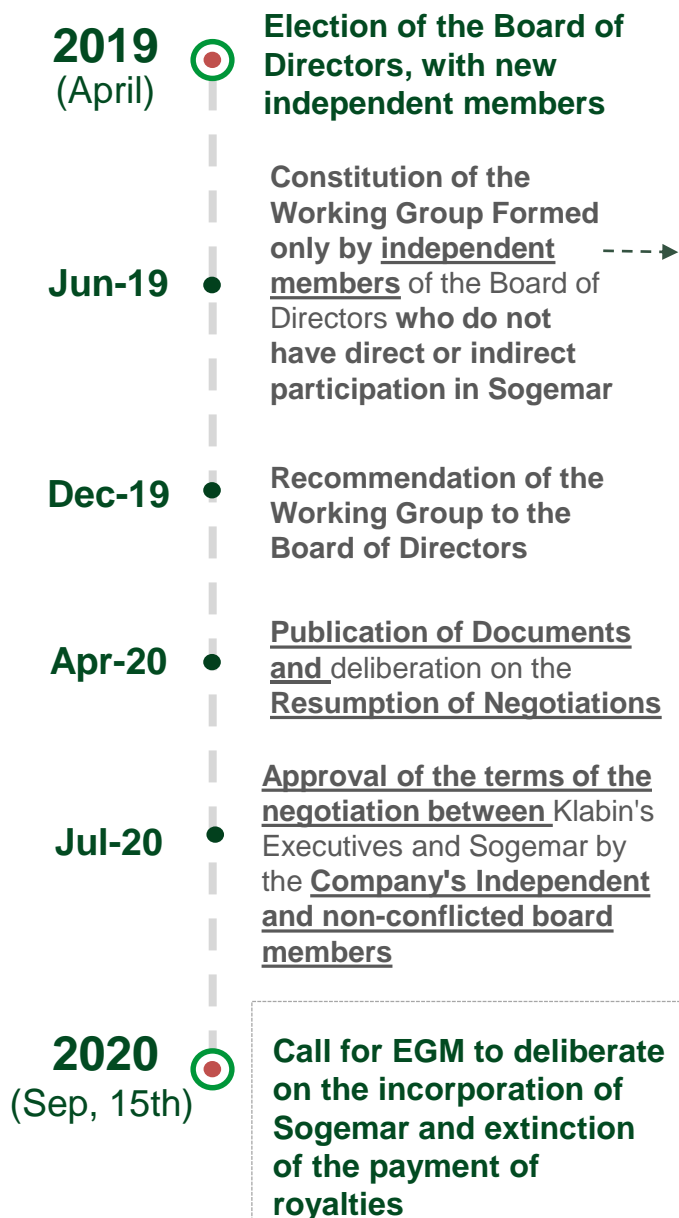 2019
(April)
Election of the Board of
Directors, with new
independent members
Jun-19
Constitution of the
Working Group Formed
only by independent
members of the Board of
Directors who do not
have direct or indirect
participation in Sogemar
Dec-19
Recommendation of the
Working Group to the
Board of Directors
Apr-20
Publication of Documents
and deliberation on the
Resumption of Negotiations
Jul-20
Approval of the terms of the
negotiation between Klabin's
Executives and Sogemar by
the Company's Independent
and non-conflicted board
members
2020
(Sep, 15th)
Call for EGM to deliberate
on the incorporation of
Sogemar and extinction
of the payment of
royalties